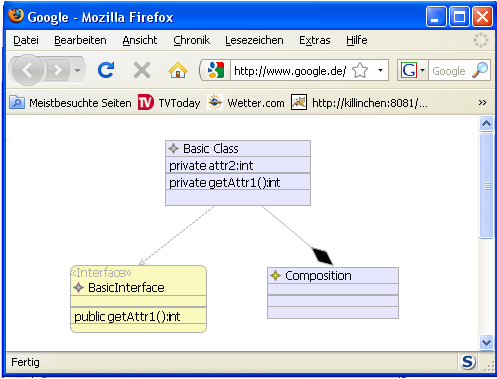 Google - Mozilla Firefox
Datei Bearbeiten Ansicht Chronik Lesezeichen Extras Hilfe
http://www.google.de/ G Google
Meistbesuchte Seiten TV TVToday Wetter.com http://killinchen:8081/... »
Basic Class
private attr2:int
private getAttr1():int
«Interface»
BasicInterface
public getAttr1():int
Composition
Fertig S